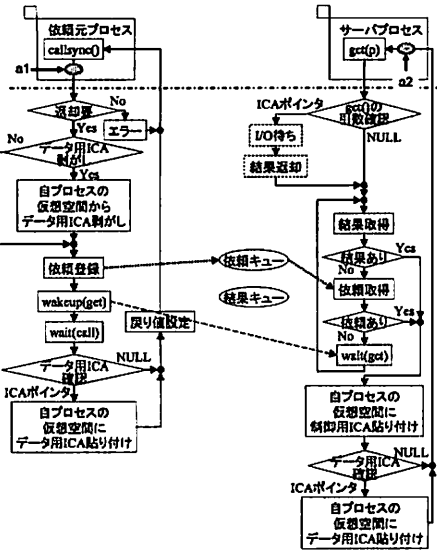 依頼元プロセス
callsync()
a1
返却要
No
Yes
エラー
データ用ICA
剥がし
No
Yes
自プロセスの
仮想空間から
データ用ICA剥がし
依頼登録
wakeup(get)
wait(call)
戻り値設定
データ用ICA
確認
NULL
ICAポインタ
自プロセスの
仮想空間に
データ用ICA貼り付け
依頼キュー
結果キュー
サーバプロセス
get(p)
a2
get()の
引数確認
ICAポインタ
NULL
I/O待ち
結果返却
結果取得
結果あり
Yes
No
依頼取得
依頼あり
Yes
No
wait(get)
自プロセスの
仮想空間に
制御用ICA貼り付け
データ用ICA
確認
NULL
ICAポインタ
自プロセスの
仮想空間に
データ用ICA貼り付け